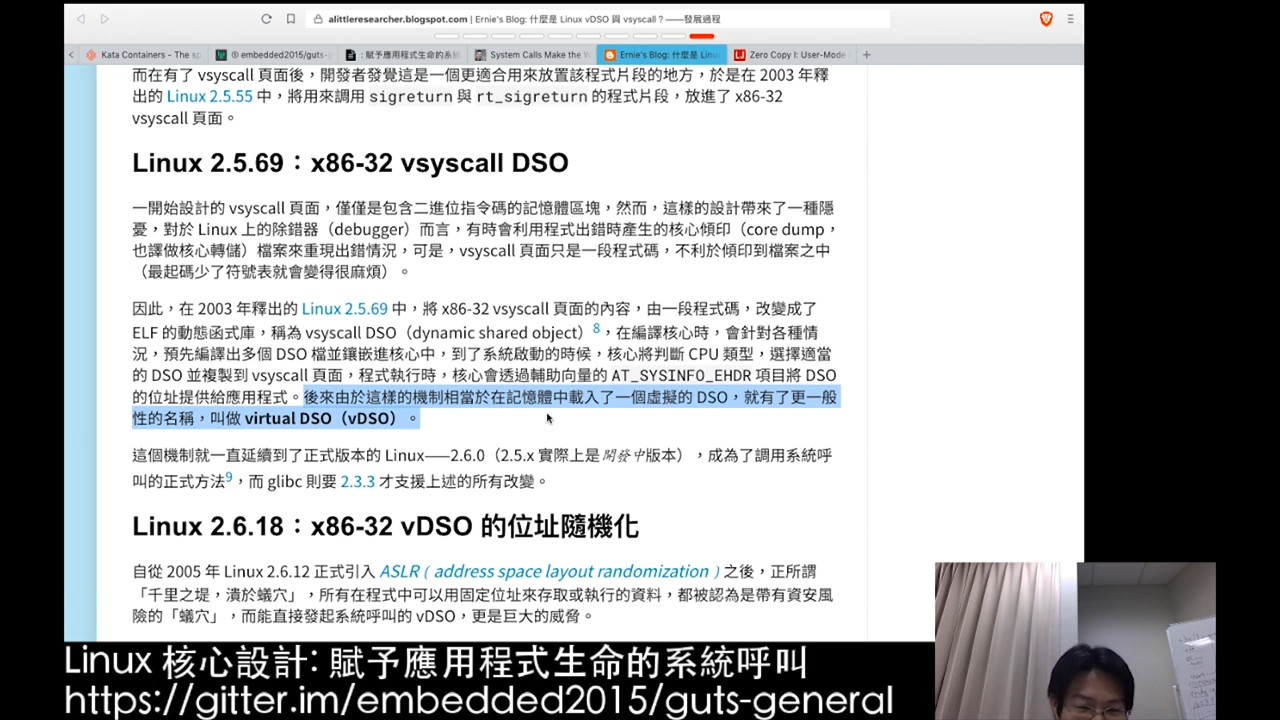 alittleresearcher.blogspot.com | Ernie's Blog: 什麼是 Linux vDSO 與 vsyscall？——發展過程
Kata Containers - The sp
embedded2015/guts-g
: 賦予應用程式生命的系統
System Calls Make the W
Ernie's Blog: 什麼是 Linu
Zero Copy I: User-Mode
而在有了 vsyscall 頁面後，開發者發覺這是一個更適合用來放置該程式片段的地方，於是在 2003 年釋
出的 Linux 2.5.55 中，將用來調用 sigreturn 與 rt_sigreturn 的程式片段，放進了 x86-32
vsyscall 頁面。
Linux 2.5.69：x86-32 vsyscall DSO
一開始設計的 vsyscall 頁面，僅僅是包含二進位指令碼的記憶體區塊，然而，這樣的設計帶來了一種隱
憂，對於 Linux 上的除錯器（debugger）而言，有時會利用程式出錯時產生的核心傾印（core dump，
也譯做核心轉儲）檔案來重現出錯情況，可是，vsyscall 頁面只是一段程式碼，不利於傾印到檔案之中
（最起碼少了符號表就會變得很麻煩）。
因此，在 2003 年釋出的 Linux 2.5.69 中，將 x86-32 vsyscall 頁面的內容，由一段程式碼，改變成了
ELF 的動態函式庫，稱為 vsyscall DSO（dynamic shared object）8，在編譯核心時，會針對各種情
況，預先編譯出多個 DSO 檔並鑲嵌進核心中，到了系統啟動的時候，核心將判斷 CPU 類型，選擇適當
的 DSO 並複製到 vsyscall 頁面，程式執行時，核心會透過輔助向量的 AT_SYSINFO_EHDR 項目將 DSO
的位址提供給應用程式。後來由於這樣的機制相當於在記憶體中載入了一個虛擬的 DSO，就有了更一般
性的名稱，叫做 virtual DSO（vDSO）。
這個機制就一直延續到了正式版本的 Linux——2.6.0（2.5.x 實際上是開發中版本），成為了調用系統呼
叫的正式方法9，而 glibc 則要 2.3.3 才支援上述的所有改變。
Linux 2.6.18：x86-32 vDSO 的位址隨機化
自從 2005 年 Linux 2.6.12 正式引入 ASLR（address space layout randomization）之後，正所謂
「千里之堤，潰於蟻穴」，所有在程式中可以用固定位址來存取或執行的資料，都被認為是帶有資安風
險的「蟻穴」，而能直接發起系統呼叫的 vDSO，更是巨大的威脅。
Linux 核心設計: 賦予應用程式生命的系統呼叫
https://gitter.im/embedded2015/guts-general